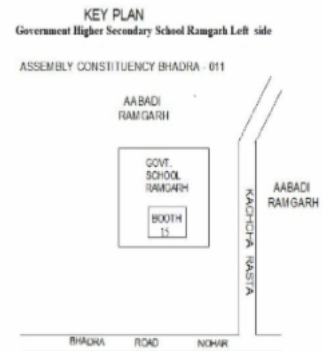 KEY PLAN
Government Higher Secondary School Ramgarh Left side
ASSEMBLY CONSTITUENCY BHADRA - 011
AABADI
RAMGARH
GOVT.
SCHOOL
RAMGARH
BOOTH
15
KACHCHA RASTA
AABADI
RAMGARH
BHADRA ROAD NOHAR